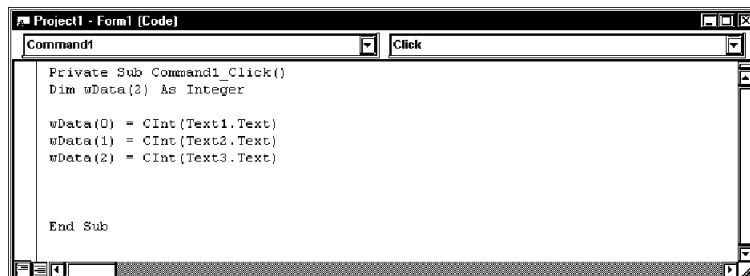 Project1 - Form1 (Code)
Command1 Click
Private Sub Command1_Click()
Dim wData(2) As Integer
wData(0) = CInt(Text1.Text)
wData(1) = CInt(Text2.Text)
wData(2) = CInt(Text3.Text)
End Sub